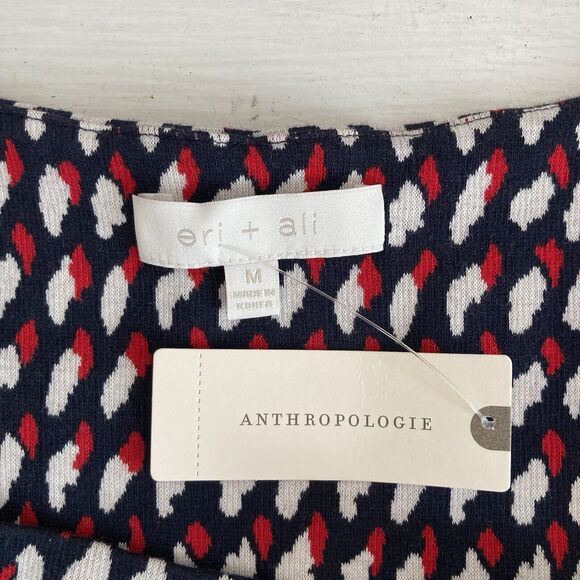 eri + ali
M
MADE IN
KOREA
ANTHROPOLOGIE